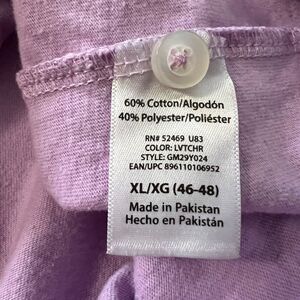 60% Cotton/Algodón
40% Polyester/Poliéster
RN# 52469 U83
COLOR: LVTCHR
STYLE: GM29Y024
EAN/UPC 896110106952
XL/XG (46-48)
Made in Pakistan
Hecho en Pakistán